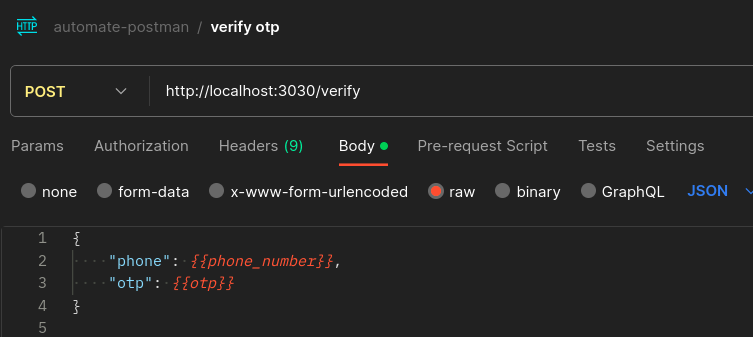 HTTP automate-postman / verify otp
POST http://localhost:3030/verify
Params Authorization Headers (9) Body Pre-request Script Tests Settings
none form-data x-www-form-urlencoded raw binary GraphQL JSON
1 {
2 "phone": {{phone_number}},
3 "otp": {{otp}}
4 }
5